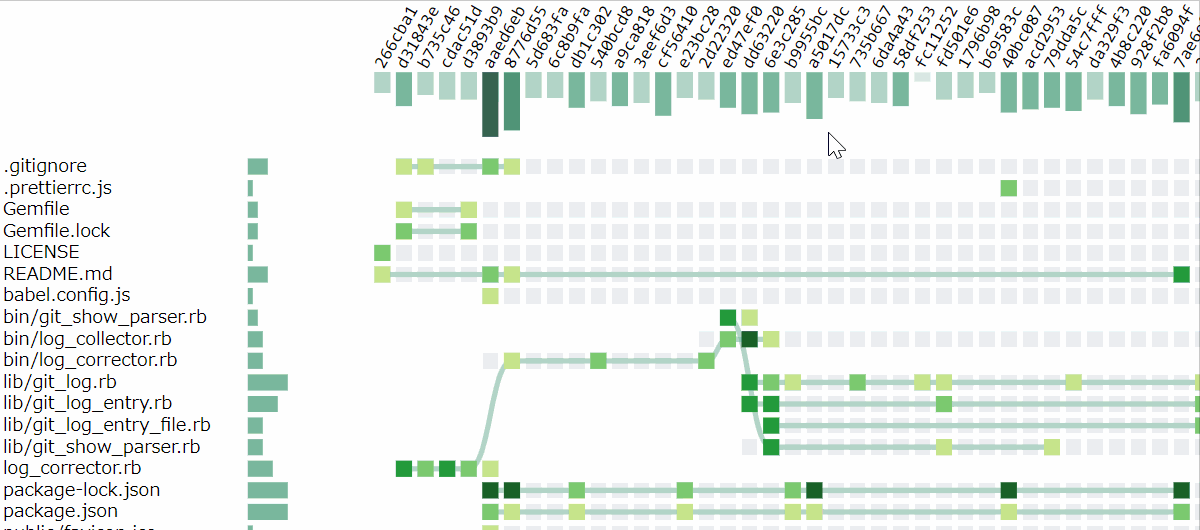 266cba1
d31843e
b735c46
cdac51d
d3893b9
aaed6eb
8776d55
5d683fa
6c8b9fa
db1c302
540bcd8
a9ca818
3eef6d3
cf56410
e23bc28
2d22320
ed47ef0
dd63220
6e3c285
b9955bc
a5017dc
15733c3
735b667
6da4a43
58df253
fc11252
fd501e6
1796b98
b69583c
40bc087
acd2953
79dda5c
54c7fff
da329f3
4b8c220
928f2b8
fa6094f
.gitignore
.prettierrc.js
Gemfile
Gemfile.lock
LICENSE
README.md
babel.config.js
bin/git_show_parser.rb
bin/log_collector.rb
bin/log_corrector.rb
lib/git_log.rb
lib/git_log_entry.rb
lib/git_log_entry_file.rb
lib/git_show_parser.rb
log_corrector.rb
package-lock.json
package.json